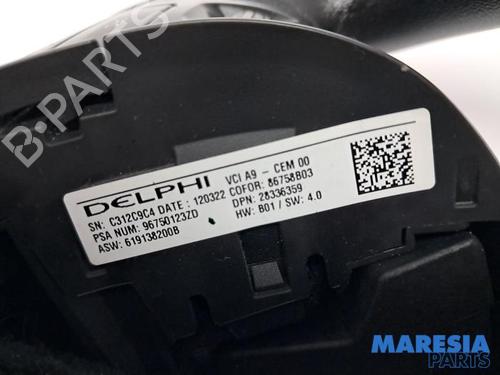 B-PARTS
DELPHI VCI A9 - CEM 00
SN: C312C9C4 DATE : 120322 COFOR: 86758B03
PSA NUM: 96750123ZD DPN: 28336359
ASW: 619138200B HW: B01 / SW: 4.0
MARESIA
PARTS